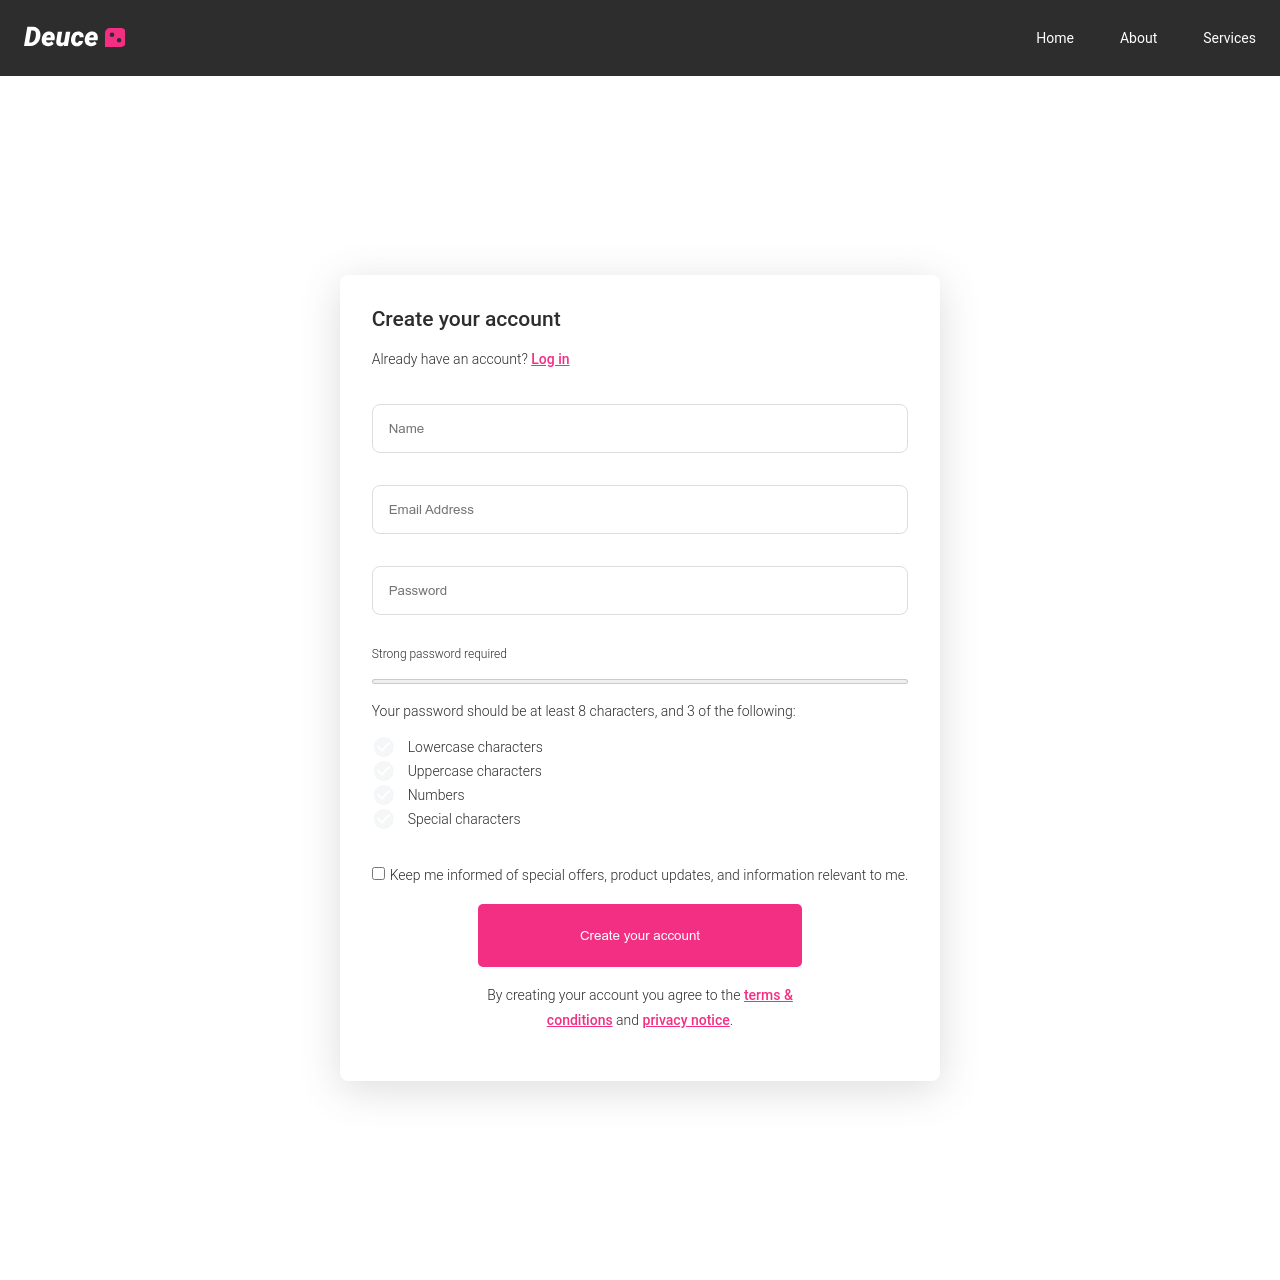 Deuce
Home
About
Services
Create your account
Already have an account? Log in
Name
Email Address
Password
Strong password required
Your password should be at least 8 characters, and 3 of the following:
Lowercase characters
Uppercase characters
Numbers
Special characters
Keep me informed of special offers, product updates, and information relevant to me.
Create your account
By creating your account you agree to the terms &
conditions and privacy notice.